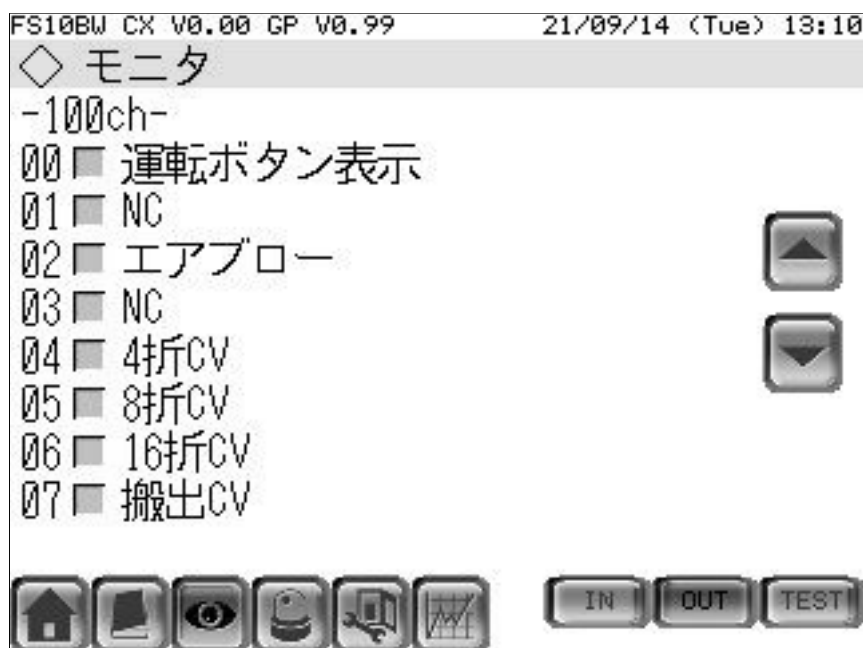 FS10BW CX V0.00 GP V0.99 21/09/14 (Tue) 13:10
◇ モニタ
-100ch-
00 運転ボタン表示
01 NC
02 エアブロー
03 NC
04 4折CV
05 8折CV
06 16折CV
07 搬出CV
IN OUT TEST